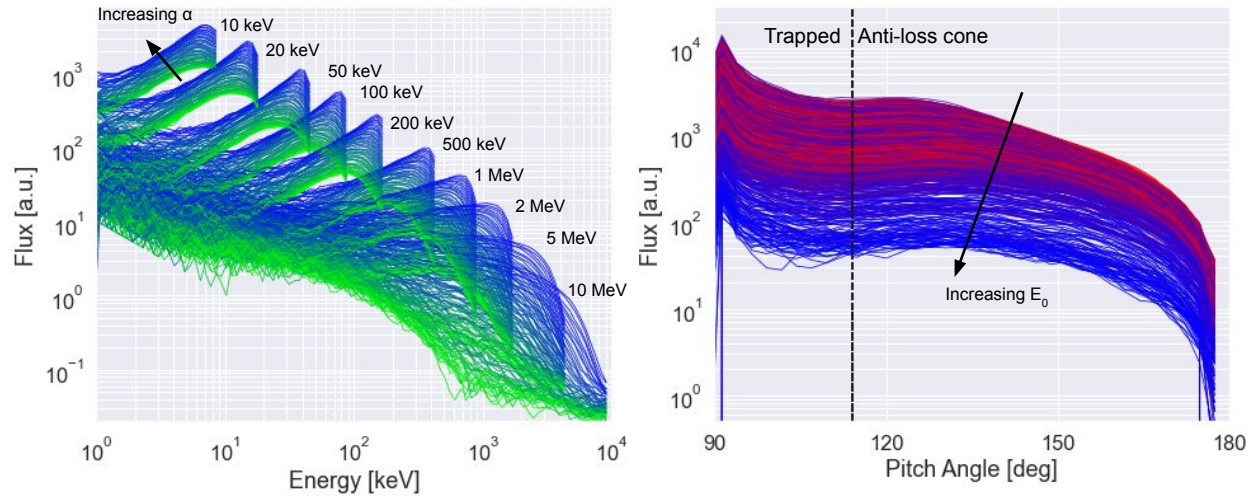 Increasing α
10 keV
20 keV
50 keV
100 keV
200 keV
500 keV
1 MeV
2 MeV
5 MeV
10 MeV
10³
10²
10¹
10⁰
10⁻¹
Flux [a.u.]
10⁰ 10¹ 10² 10³ 10⁴
Energy [keV]
Trapped Anti-loss cone
Increasing E₀
10⁴
10³
10²
10¹
10⁰
Flux [a.u.]
90 120 150 180
Pitch Angle [deg]